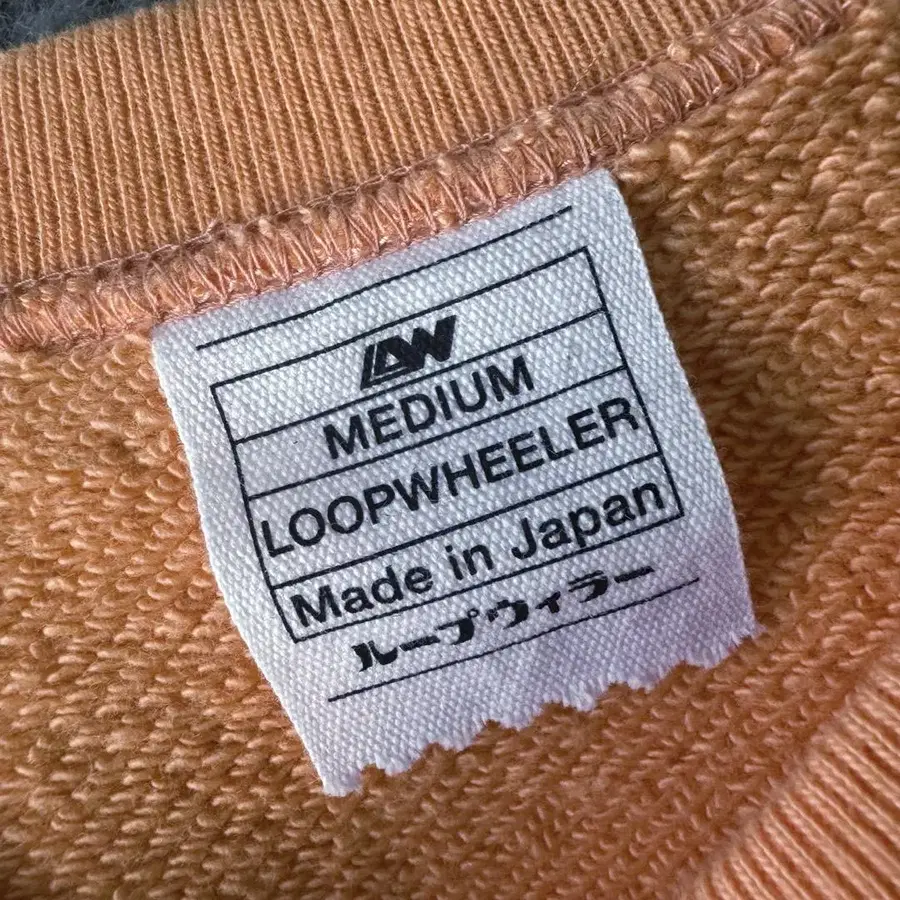 LW
MEDIUM
LOOPWHEELER
Made in Japan
ループウィラー